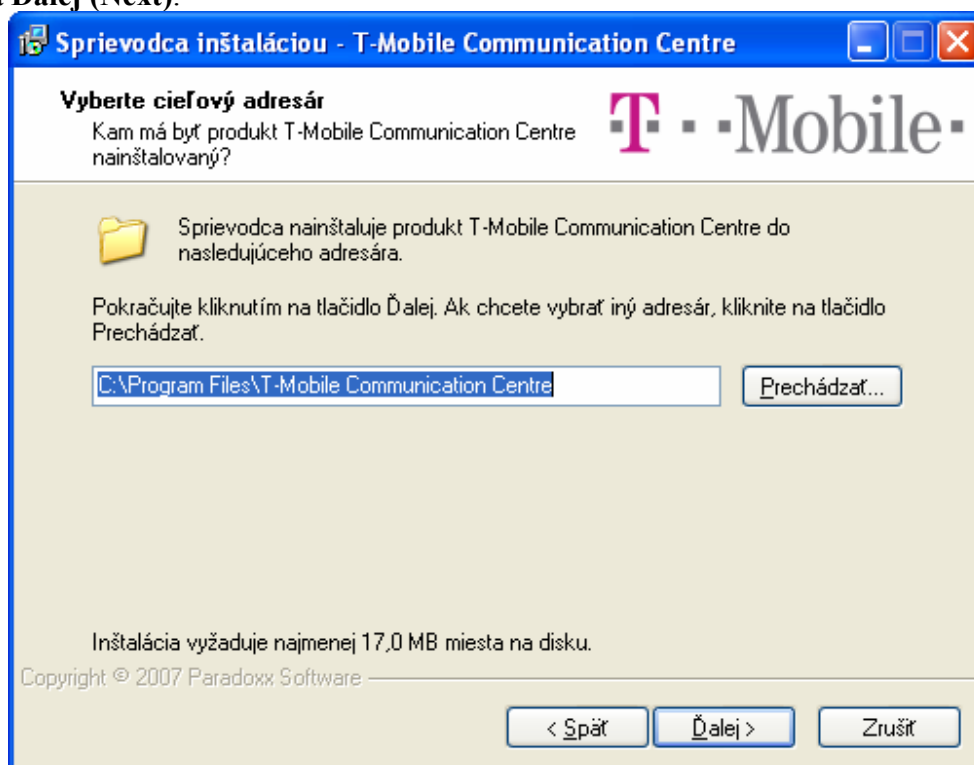 Ďalej (Next).
Sprievodca inštaláciou - T-Mobile Communication Centre
Vyberte cieľový adresár
Kam má byť produkt T-Mobile Communication Centre
nainštalovaný?
T · · Mobile ·
Sprievodca nainštaluje produkt T-Mobile Communication Centre do
nasledujúceho adresára.
Pokračujte kliknutím na tlačidlo Ďalej. Ak chcete vybrať iný adresár, kliknite na tlačidlo
Prechádzať.
C:\Program Files\T-Mobile Communication Centre
Prechádzať...
Inštalácia vyžaduje najmenej 17,0 MB miesta na disku.
Copyright © 2007 Paradoxx Software
< Späť
Ďalej >
Zrušiť